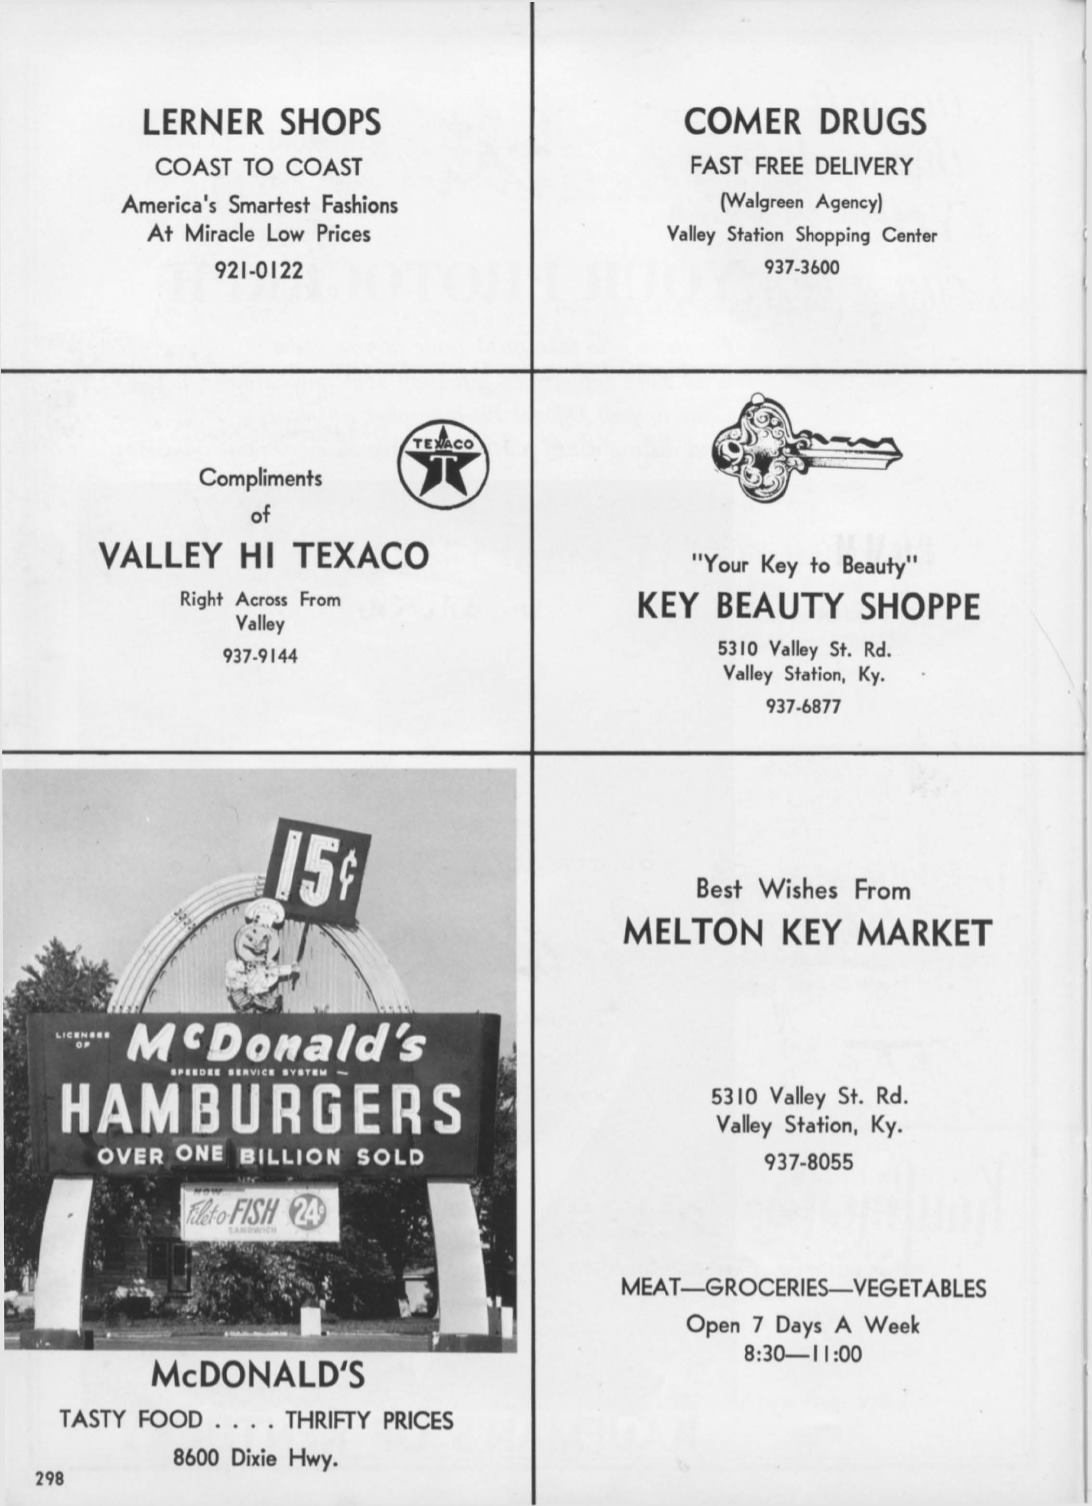 LERNER SHOPS
COAST TO COAST
America's Smartest Fashions
At Miracle Low Prices
921-0122
COMER DRUGS
FAST FREE DELIVERY
(Walgreen Agency)
Valley Station Shopping Center
937-3600
TEXACO
T
Compliments
of
VALLEY HI TEXACO
Right Across From
Valley
937-9144
"Your Key to Beauty"
KEY BEAUTY SHOPPE
5310 Valley St. Rd.
Valley Station, Ky.
937-6877
15¢
LICENSEE
OF
McDonald's
SPEEDEE SERVICE SYSTEM
HAMBURGERS
OVER ONE BILLION SOLD
NOW
Filet-o-FISH 24¢
SANDWICH
McDONALD'S
TASTY FOOD . . . . THRIFTY PRICES
8600 Dixie Hwy.
Best Wishes From
MELTON KEY MARKET
5310 Valley St. Rd.
Valley Station, Ky.
937-8055
MEAT—GROCERIES—VEGETABLES
Open 7 Days A Week
8:30—11:00
298